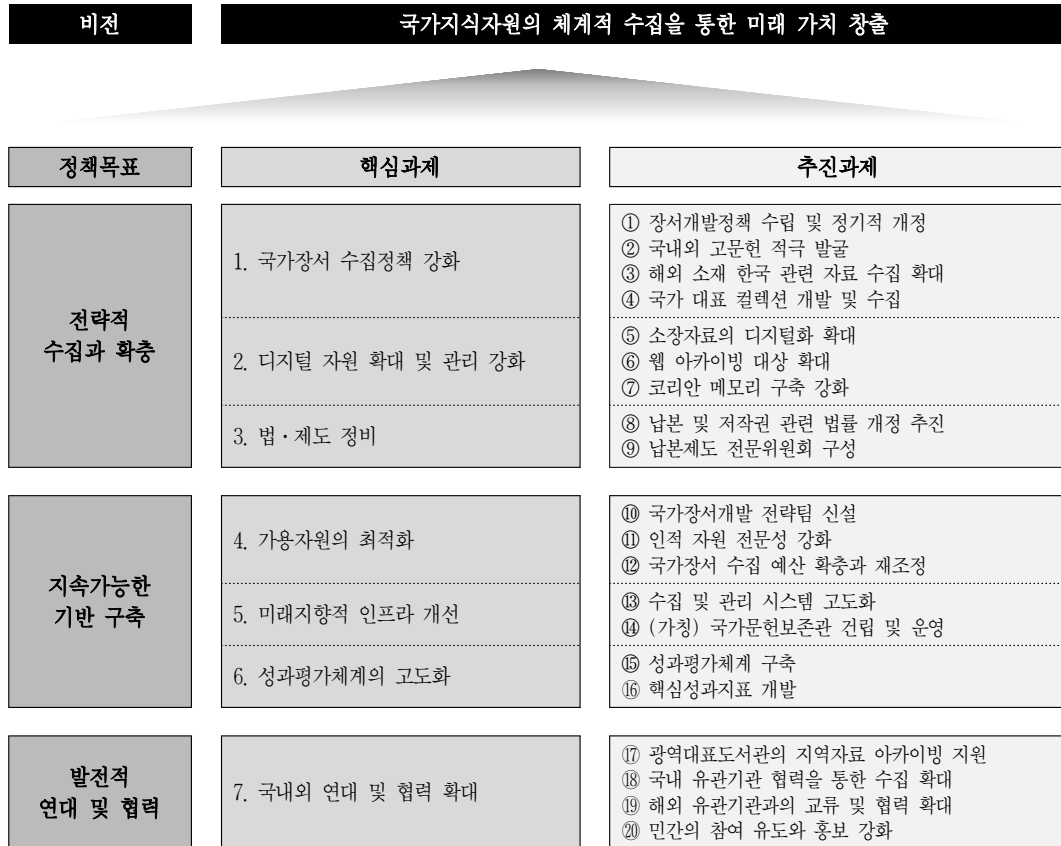 비전
국가지식자원의 체계적 수집을 통한 미래 가치 창출
정책목표
핵심과제
추진과제
전략적
수집과 확충
1. 국가장서 수집정책 강화
① 장서개발정책 수립 및 정기적 개정
② 국내외 고문헌 적극 발굴
③ 해외 소재 한국 관련 자료 수집 확대
④ 국가 대표 컬렉션 개발 및 수집
2. 디지털 자원 확대 및 관리 강화
⑤ 소장자료의 디지털화 확대
⑥ 웹 아카이빙 대상 확대
⑦ 코리안 메모리 구축 강화
3. 법・제도 정비
⑧ 납본 및 저작권 관련 법률 개정 추진
⑨ 납본제도 전문위원회 구성
지속가능한
기반 구축
4. 가용자원의 최적화
⑩ 국가장서개발 전략팀 신설
⑪ 인적 자원 전문성 강화
⑫ 국가장서 수집 예산 확충과 재조정
5. 미래지향적 인프라 개선
⑬ 수집 및 관리 시스템 고도화
⑭ (가칭) 국가문헌보존관 건립 및 운영
6. 성과평가체계의 고도화
⑮ 성과평가체계 구축
⑯ 핵심성과지표 개발
발전적
연대 및 협력
7. 국내외 연대 및 협력 확대
⑰ 광역대표도서관의 지역자료 아카이빙 지원
⑱ 국내 유관기관 협력을 통한 수집 확대
⑲ 해외 유관기관과의 교류 및 협력 확대
⑳ 민간의 참여 유도와 홍보 강화